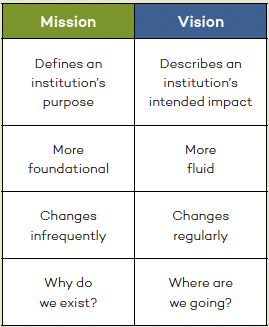 Mission
Vision
Defines an
institution's
purpose
Describes an
institution's
intended impact
More
foundational
More
fluid
Changes
infrequently
Changes
regularly
Why do
we exist?
Where are
we going?